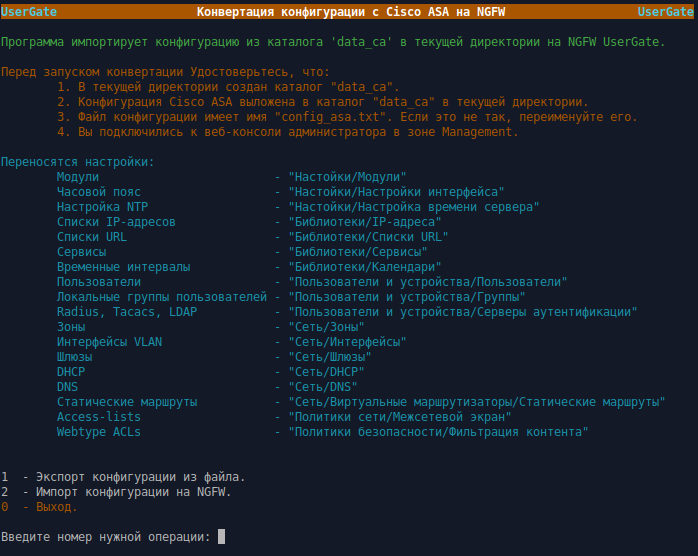 UserGate Конвертация конфигурации с Cisco ASA на NGFW UserGate
Программа импортирует конфигурацию из каталога 'data_ca' в текущей директории на NGFW UserGate.
Перед запуском конвертации Удостоверьтесь, что:
1. В текущей директории создан каталог "data_ca".
2. Конфигурация Cisco ASA выложена в каталог "data_ca" в текущей директории.
3. Файл конфигурации имеет имя "config_asa.txt". Если это не так, переименуйте его.
4. Вы подключились к веб-консоли администратора в зоне Management.
Переносятся настройки:
Модули - "Настойки/Модули"
Часовой пояс - "Настойки/Настройки интерфейса"
Настройка NTP - "Настойки/Настройка времени сервера"
Списки IP-адресов - "Библиотеки/IP-адреса"
Списки URL - "Библиотеки/Списки URL"
Сервисы - "Библиотеки/Сервисы"
Временные интервалы - "Библиотеки/Календари"
Пользователи - "Пользователи и устройства/Пользователи"
Локальные группы пользователей - "Пользователи и устройства/Группы"
Radius, Tacacs, LDAP - "Пользователи и устройства/Серверы аутентификации"
Зоны - "Сеть/Зоны"
Интерфейсы VLAN - "Сеть/Интерфейсы"
Шлюзы - "Сеть/Шлюзы"
DHCP - "Сеть/DHCP"
DNS - "Сеть/DNS"
Статические маршруты - "Сеть/Виртуальные маршрутизаторы/Статические маршруты"
Access-lists - "Политики сети/Межсетевой экран"
Webtype ACLs - "Политики безопасности/Фильтрация контента"
1 - Экспорт конфигурации из файла.
2 - Импорт конфигурации на NGFW.
0 - Выход.
Введите номер нужной операции: